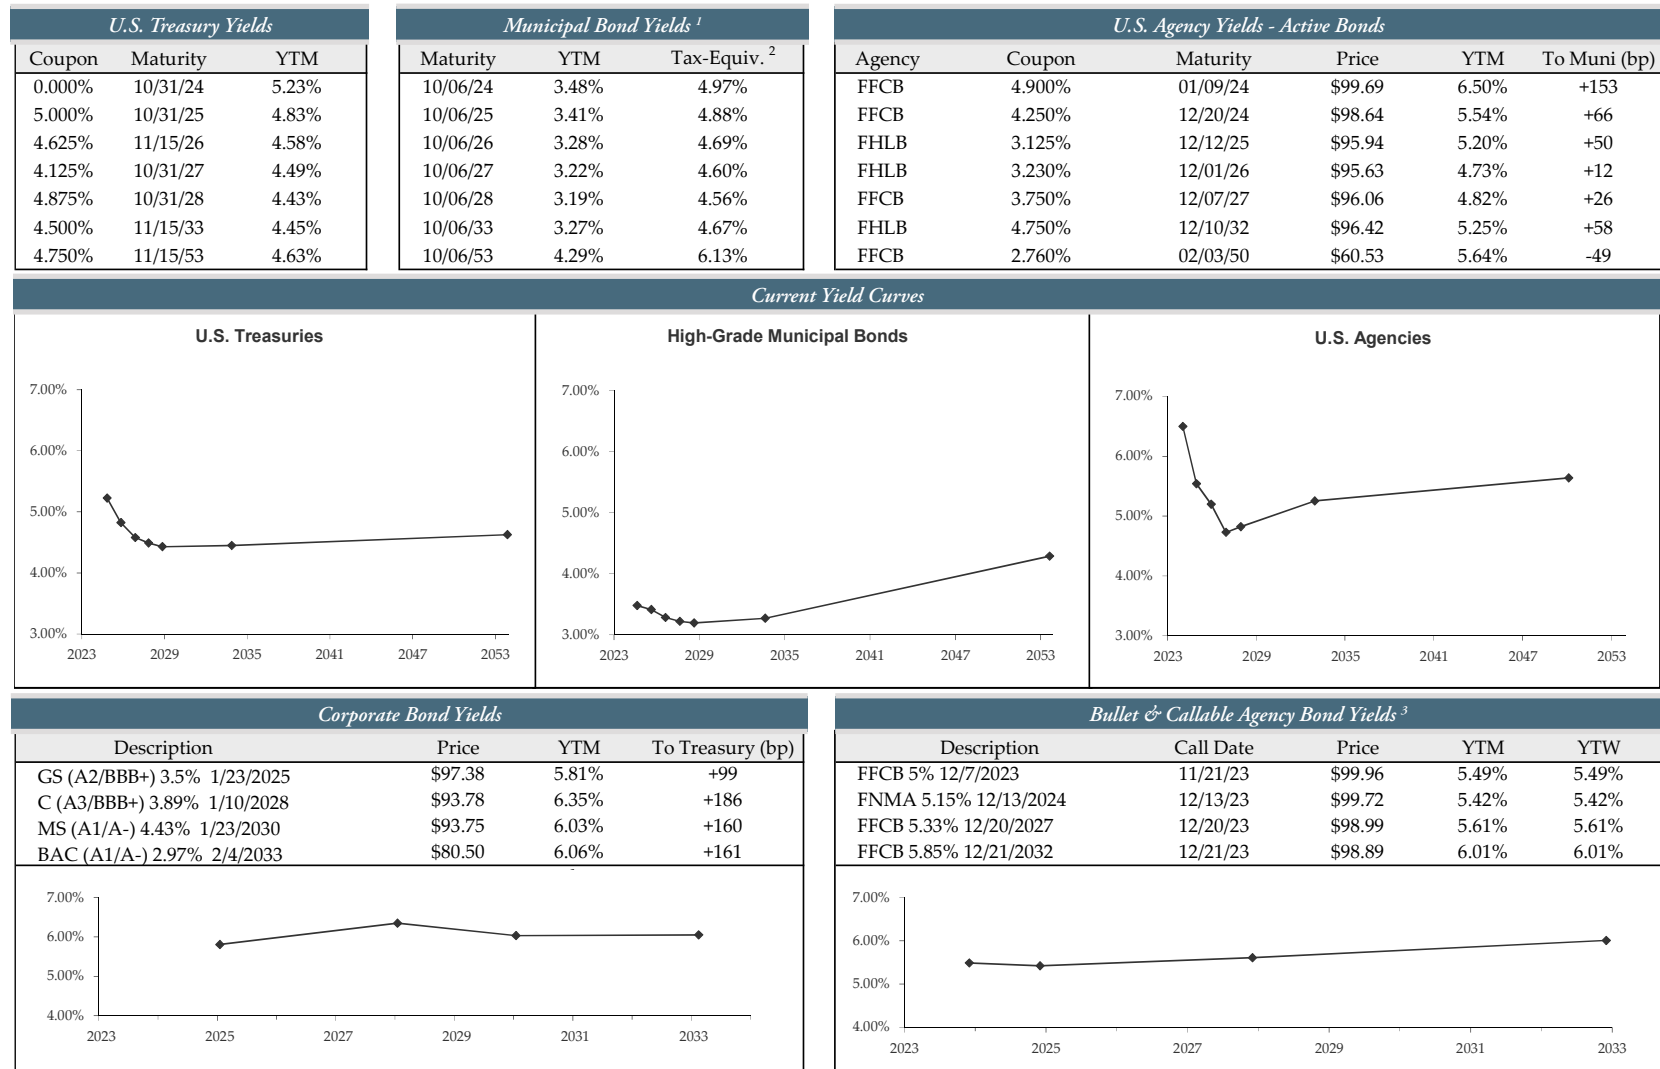 U.S. Treasury Yields
Coupon Maturity YTM
0.000% 10/31/24 5.23%
5.000% 10/31/25 4.83%
4.625% 11/15/26 4.58%
4.125% 10/31/27 4.49%
4.875% 10/31/28 4.43%
4.500% 11/15/33 4.45%
4.750% 11/15/53 4.63%
Municipal Bond Yields 1
Maturity YTM Tax-Equiv. 2
10/06/24 3.48% 4.97%
10/06/25 3.41% 4.88%
10/06/26 3.28% 4.69%
10/06/27 3.22% 4.60%
10/06/28 3.19% 4.56%
10/06/33 3.27% 4.67%
10/06/53 4.29% 6.13%
U.S. Agency Yields - Active Bonds
Agency Coupon Maturity Price YTM To Muni (bp)
FFCB 4.900% 01/09/24 $99.69 6.50% +153
FFCB 4.250% 12/20/24 $98.64 5.54% +66
FHLB 3.125% 12/12/25 $95.94 5.20% +50
FHLB 3.230% 12/01/26 $95.63 4.73% +12
FFCB 3.750% 12/07/27 $96.06 4.82% +26
FHLB 4.750% 12/10/32 $96.42 5.25% +58
FFCB 2.760% 02/03/50 $60.53 5.64% -49
Current Yield Curves
U.S. Treasuries
7.00%
6.00%
5.00%
4.00%
3.00%
2023 2029 2035 2041 2047 2053
High-Grade Municipal Bonds
7.00%
6.00%
5.00%
4.00%
3.00%
2023 2029 2035 2041 2047 2053
U.S. Agencies
7.00%
6.00%
5.00%
4.00%
3.00%
2023 2029 2035 2041 2047 2053
Corporate Bond Yields
Description Price YTM To Treasury (bp)
GS (A2/BBB+) 3.5% 1/23/2025 $97.38 5.81% +99
C (A3/BBB+) 3.89% 1/10/2028 $93.78 6.35% +186
MS (A1/A-) 4.43% 1/23/2030 $93.75 6.03% +160
BAC (A1/A-) 2.97% 2/4/2033 $80.50 6.06% +161
7.00%
6.00%
5.00%
4.00%
2023 2025 2027 2029 2031 2033
Bullet & Callable Agency Bond Yields 3
Description Call Date Price YTM YTW
FFCB 5% 12/7/2023 11/21/23 $99.96 5.49% 5.49%
FNMA 5.15% 12/13/2024 12/13/23 $99.72 5.42% 5.42%
FFCB 5.33% 12/20/2027 12/20/23 $98.99 5.61% 5.61%
FFCB 5.85% 12/21/2032 12/21/23 $98.89 6.01% 6.01%
7.00%
6.00%
5.00%
4.00%
2023 2025 2027 2029 2031 2033